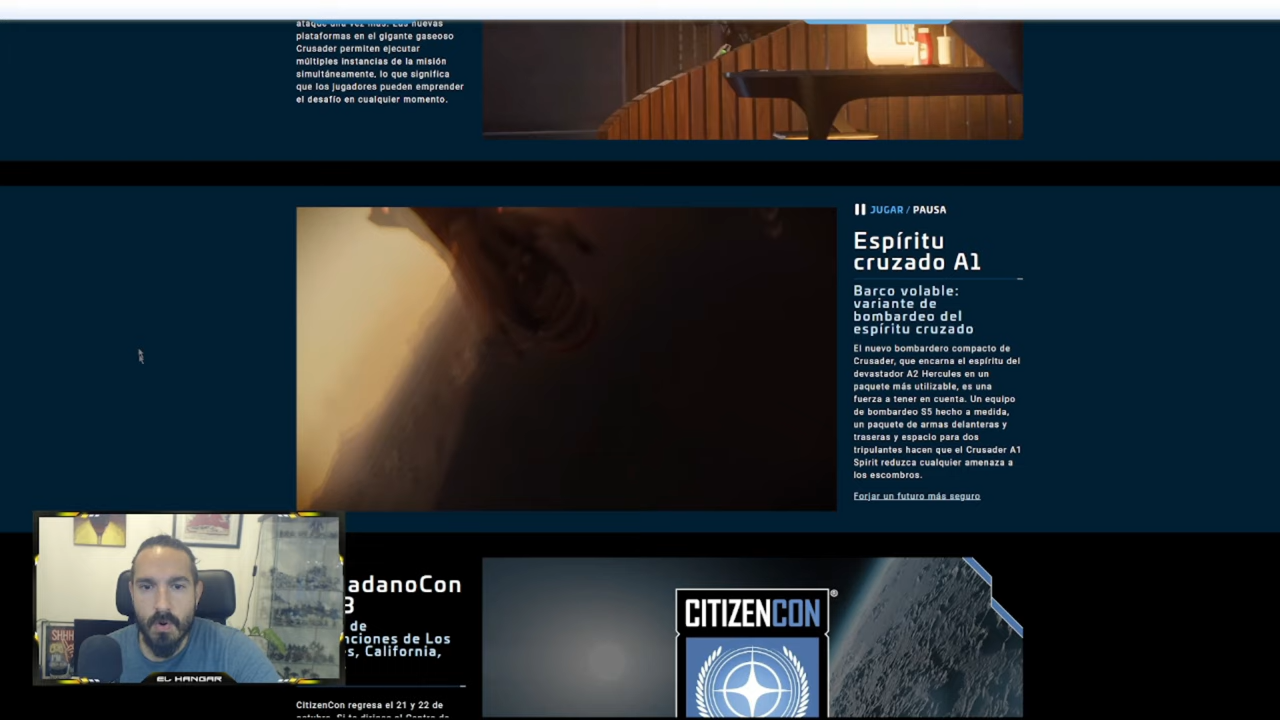 plataformas en el gigante gaseoso
Crusader permiten ejecutar
múltiples instancias de la misión
simultáneamente, lo que significa
que los jugadores pueden emprender
el desafío en cualquier momento.
JUGAR / PAUSA
Espíritu
cruzado A1
Barco volable:
variante de
bombardeo del
espíritu cruzado
El nuevo bombardero compacto de
Crusader, que encarna el espíritu del
devastador A2 Hercules en un
paquete más utilizable, es una
fuerza a tener en cuenta. Un equipo
de bombardeo S5 hecho a medida,
un paquete de armas delanteras y
traseras y espacio para dos
tripulantes hacen que el Crusader A1
Spirit reduzca cualquier amenaza a
los escombros.
Forjar un futuro más seguro
adanoCon
3
de
nciones de Los
s, California,
CitizenCon regresa el 21 y 22 de
CITIZENCON®
SHHH
EL HANGAR